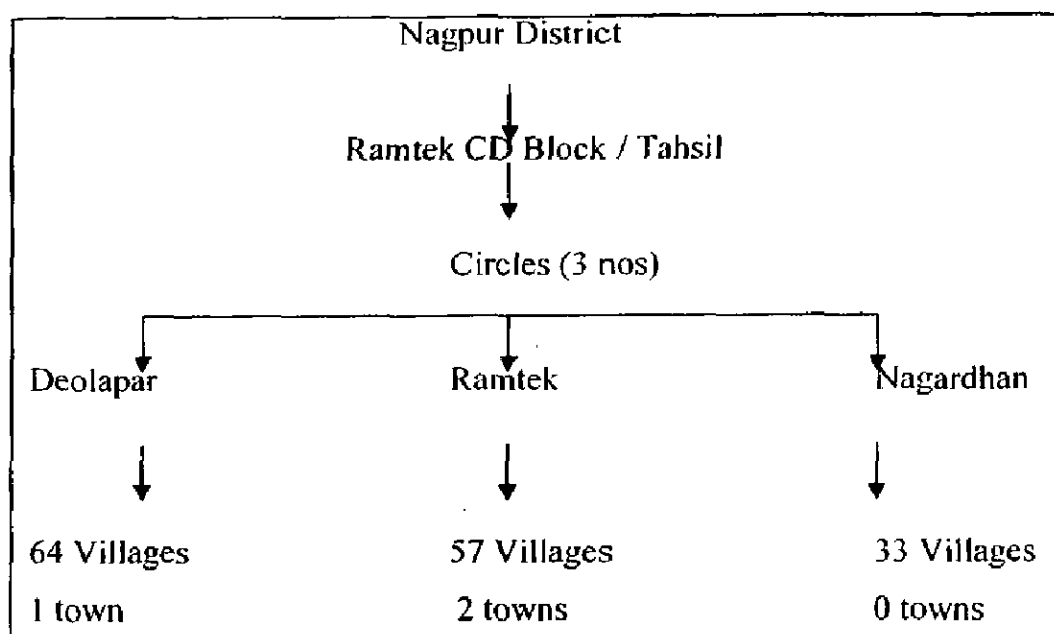 Nagpur District
Ramtek CD Block / Tahsil
Circles (3 nos)
Deolapar Ramtek Nagardhan
64 Villages 57 Villages 33 Villages
1 town 2 towns 0 towns